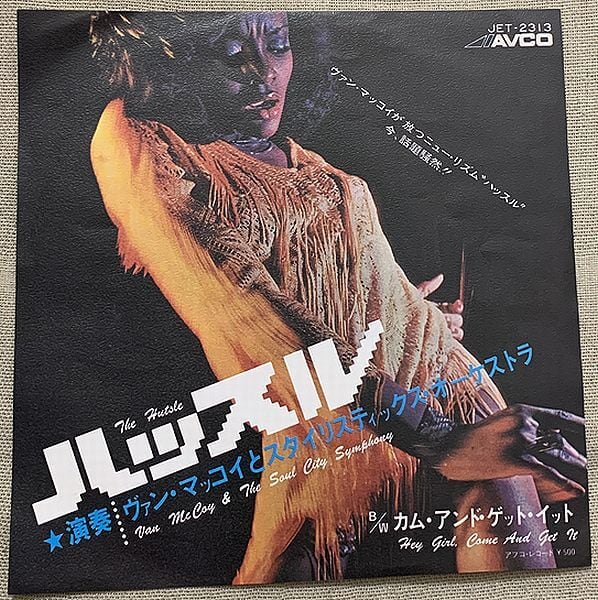 JET-2313
AVCO
ヴァン・マッコイが放つニュー・リズム"ハッスル"
今、話題騒然!!
The Hutsle
ハッスル
★演奏……ヴァン・マッコイとスタイリスティックス・オーケストラ
Van McCoy & The Soul City Symphony
B/W カム・アンド・ゲット・イット
Hey Girl, Come And Get It
アフコ・レコード ¥500